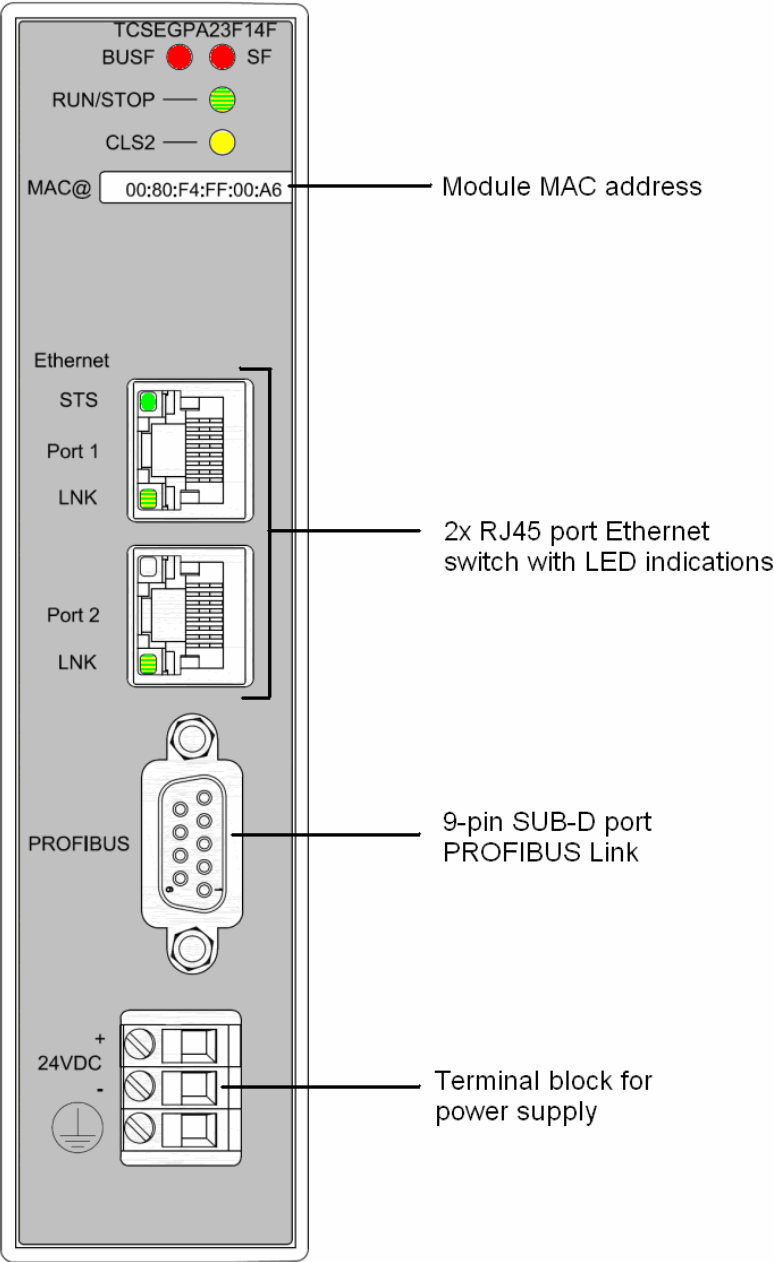 TCSEGPA23F14F
BUSF SF
RUN/STOP
CLS2
MAC@ 00:80:F4:FF:00:A6
Module MAC address
Ethernet
STS
Port 1
LNK
2x RJ45 port Ethernet
switch with LED indications
Port 2
LNK
PROFIBUS
9-pin SUB-D port
PROFIBUS Link
+
24VDC
-
Terminal block for
power supply